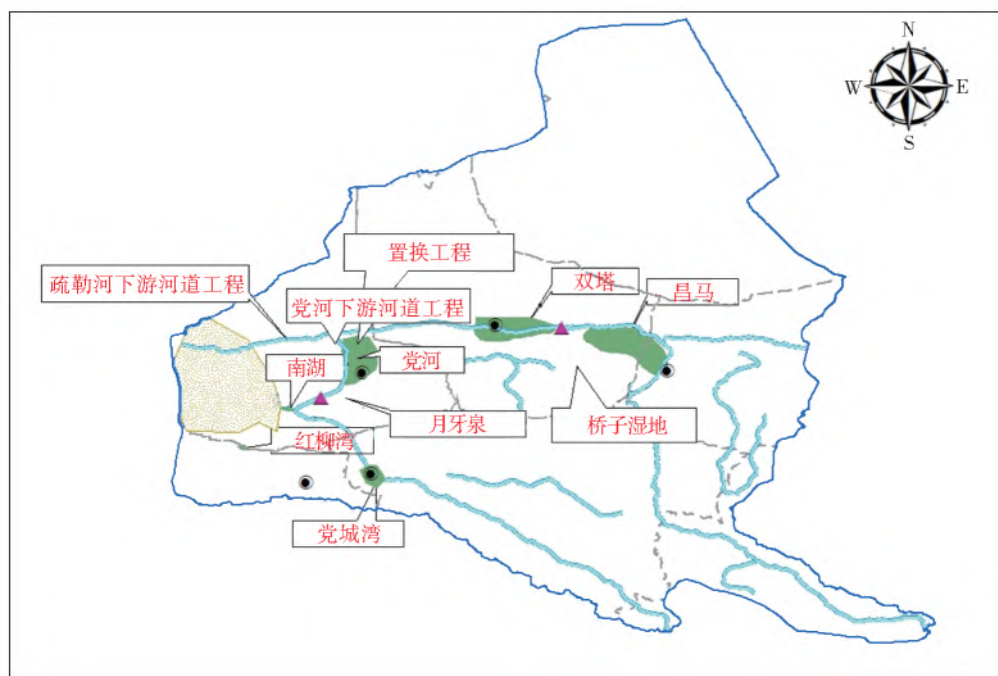 N
W
E
S
置换工程
疏勒河下游河道工程
党河下游河道工程
双塔
昌马
南湖
党河
月牙泉
桥子湿地
红柳湾
党城湾